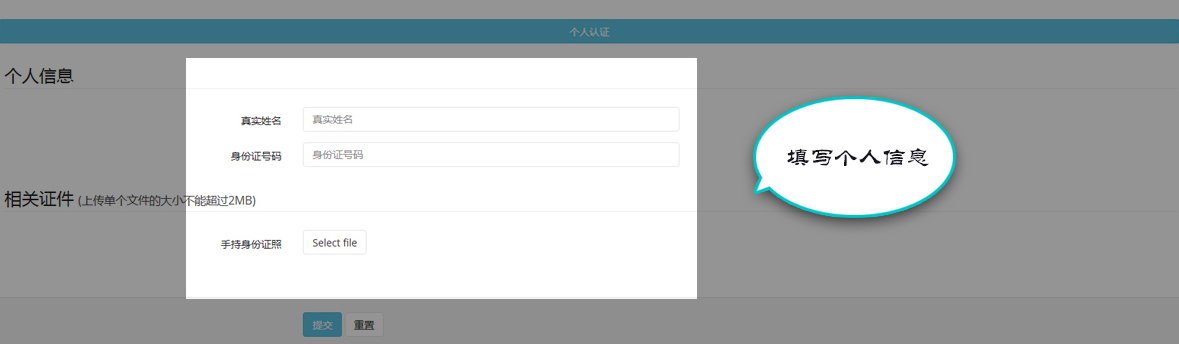 个人认证
个人信息
真实姓名 真实姓名
身份证号码 身份证号码
填写个人信息
相关证件 (上传单个文件的大小不能超过2MB)
手持身份证照 Select file
提交 重置